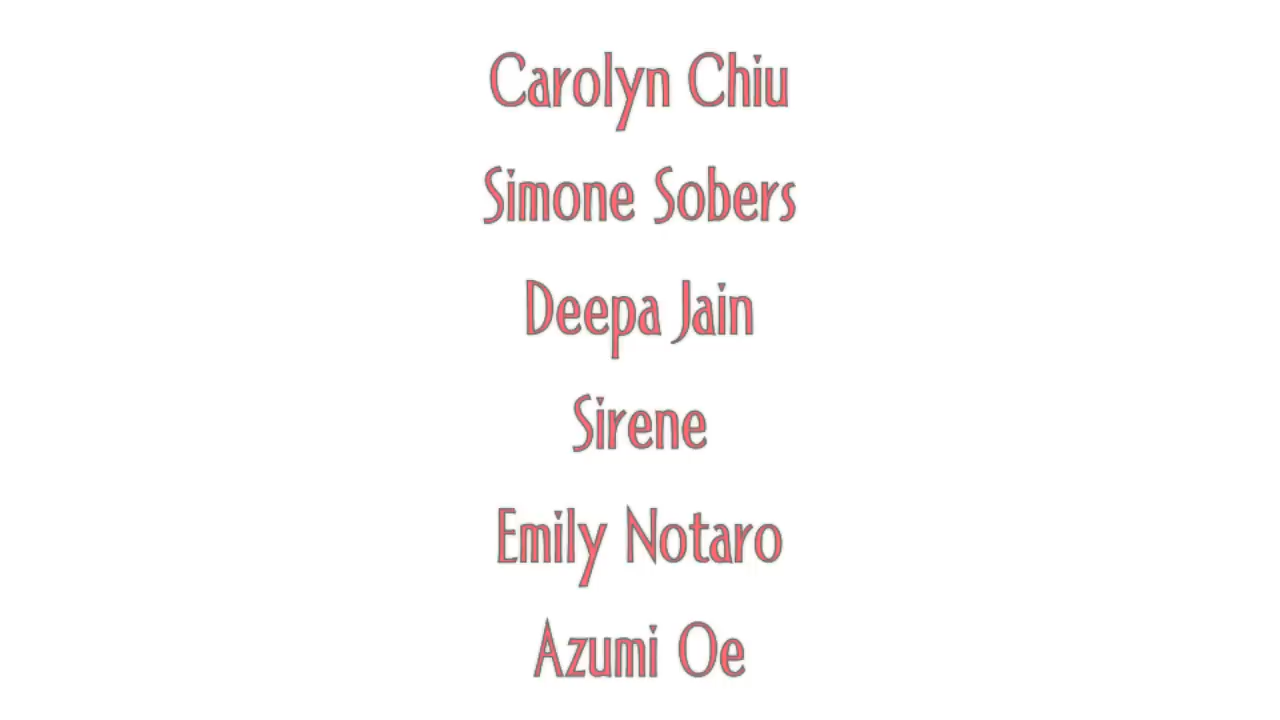 Carolyn Chiu
Simone Sobers
Deepa Jain
Sirene
Emily Notaro
Azumi Oe